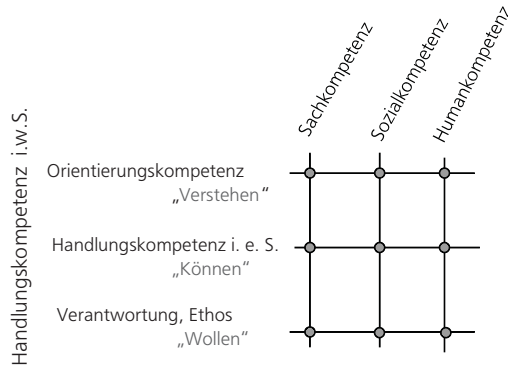 Sachkompetenz
Sozialkompetenz
Humankompetenz
Handlungskompetenz i.w.S.
Orientierungskompetenz
„Verstehen“
Handlungskompetenz i. e. S.
„Können“
Verantwortung, Ethos
„Wollen“